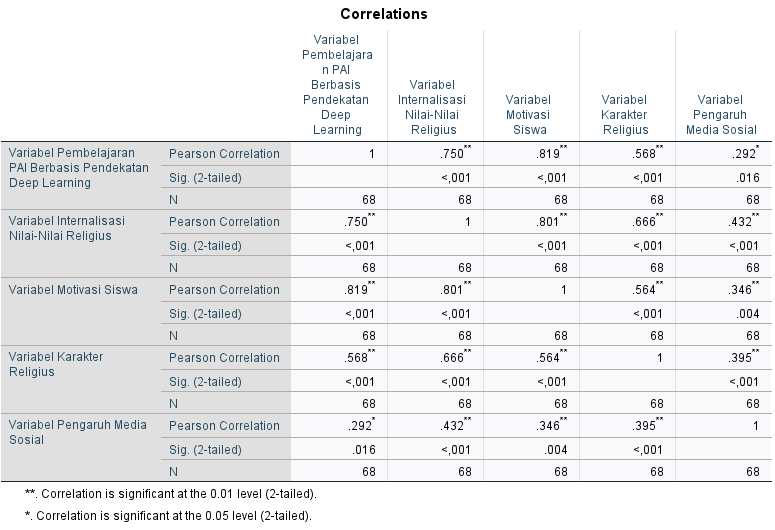 Correlations
Variabel
Pembelajara
n PAI
Berbasis
Pendekatan
Deep
Learning
Variabel
Internalisasi
Nilai-Nilai
Religius
Variabel
Motivasi
Siswa
Variabel
Karakter
Religius
Variabel
Pengaruh
Media Sosial
Variabel Pembelajaran
PAI Berbasis Pendekatan
Deep Learning
Pearson Correlation 1 .750** .819** .568** .292*
Sig. (2-tailed) <,001 <,001 <,001 .016
N 68 68 68 68 68
Variabel Internalisasi
Nilai-Nilai Religius
Pearson Correlation .750** 1 .801** .666** .432**
Sig. (2-tailed) <,001 <,001 <,001 <,001
N 68 68 68 68 68
Variabel Motivasi Siswa
Pearson Correlation .819** .801** 1 .564** .346**
Sig. (2-tailed) <,001 <,001 <,001 .004
N 68 68 68 68 68
Variabel Karakter
Religius
Pearson Correlation .568** .666** .564** 1 .395**
Sig. (2-tailed) <,001 <,001 <,001 <,001
N 68 68 68 68 68
Variabel Pengaruh Media
Sosial
Pearson Correlation .292* .432** .346** .395** 1
Sig. (2-tailed) .016 <,001 .004 <,001
N 68 68 68 68 68
**. Correlation is significant at the 0.01 level (2-tailed).
*. Correlation is significant at the 0.05 level (2-tailed).